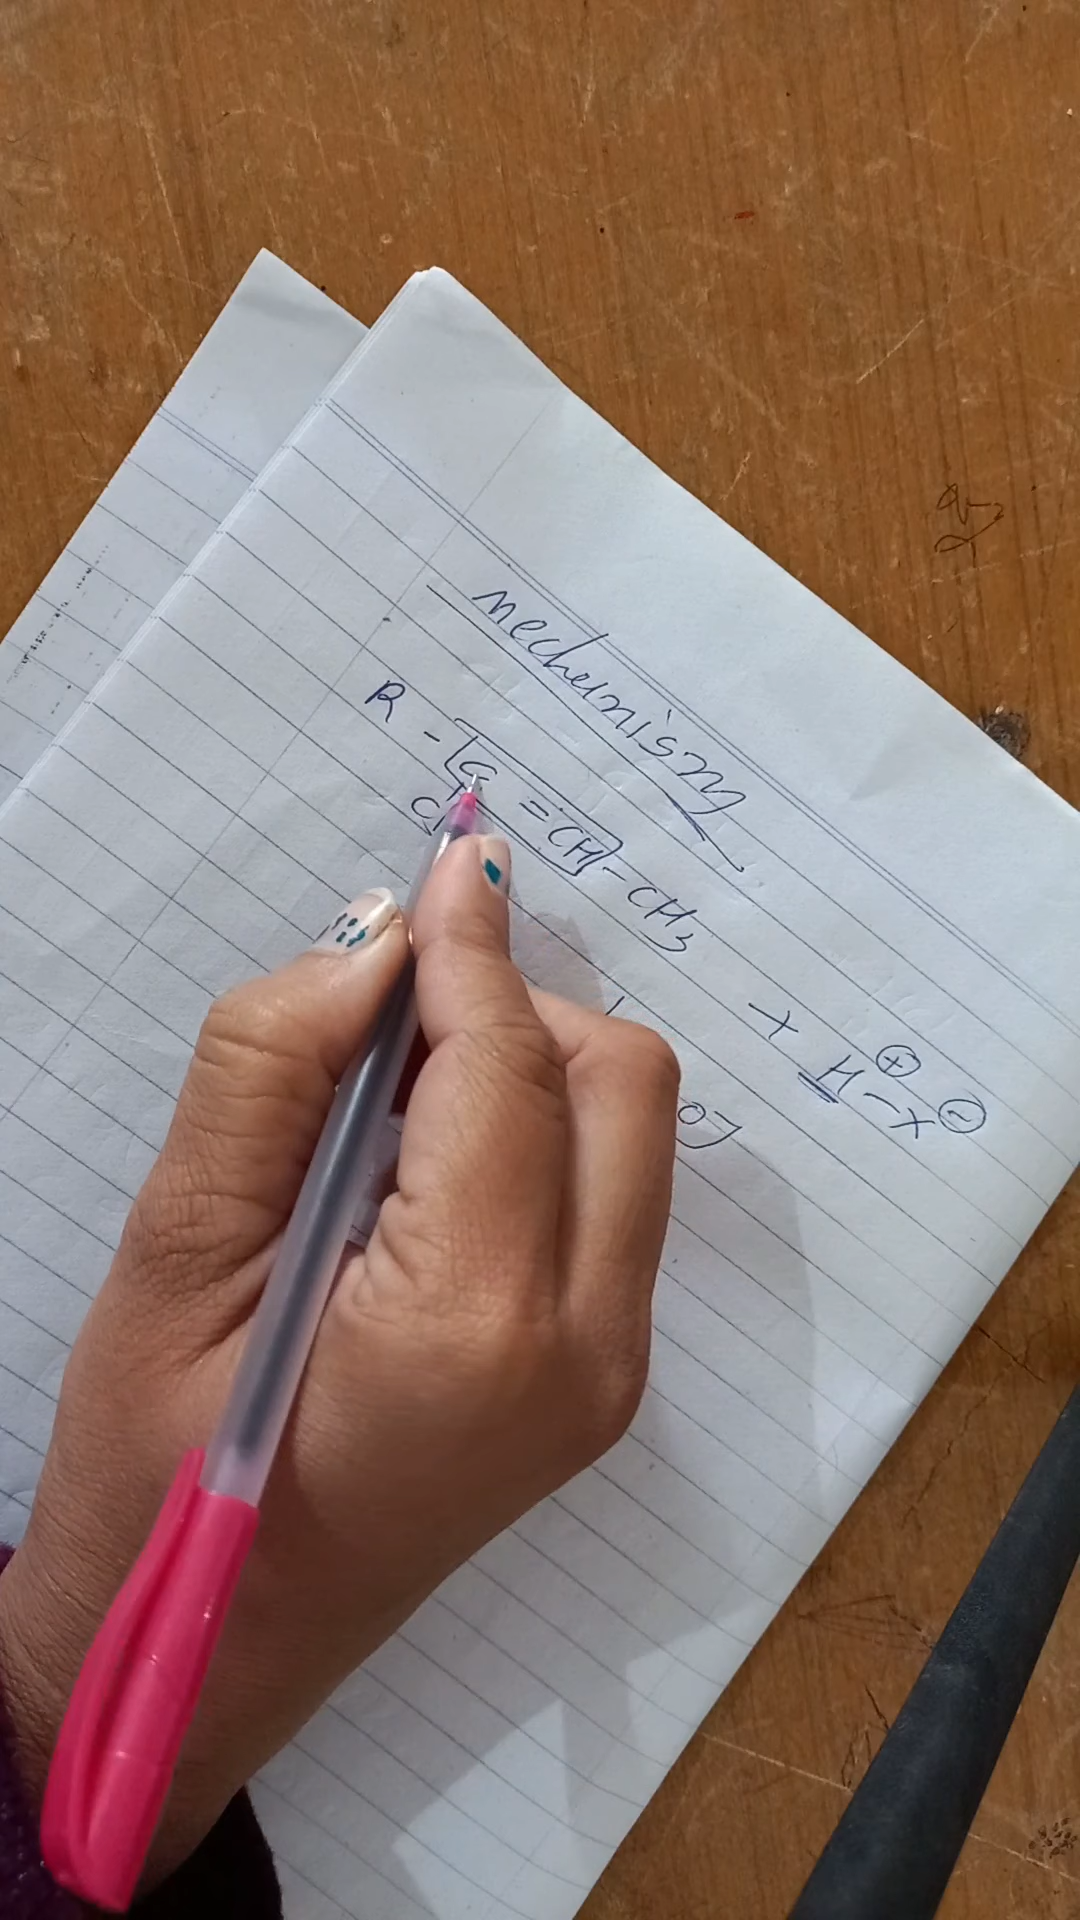 mechanism
R - C = CH - CH3 + H⊕ - X⊖